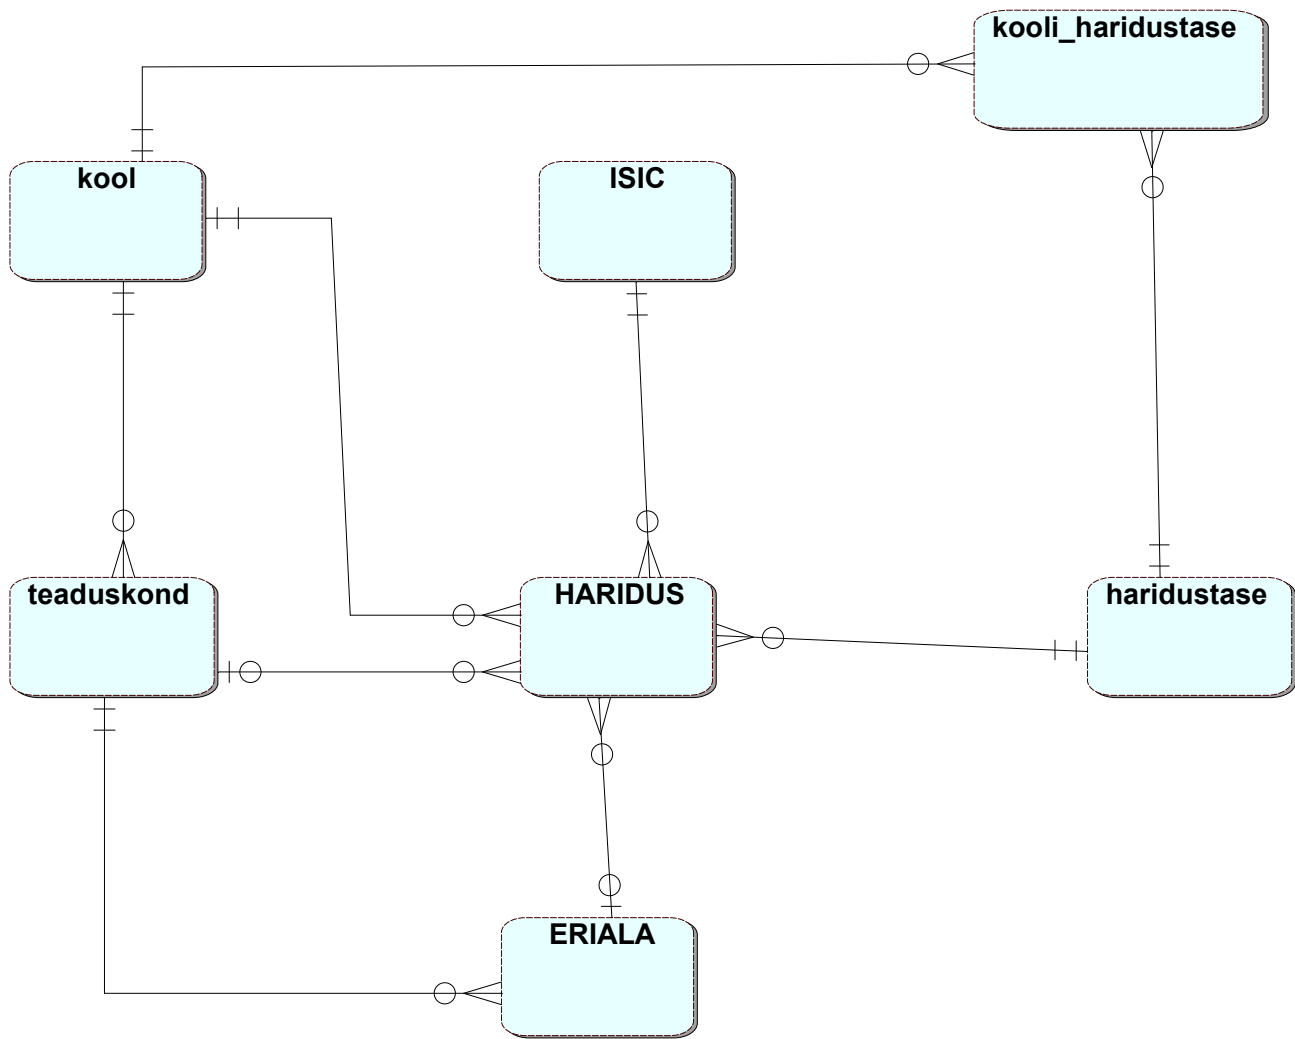 kooli_haridustase
kool
ISIC
teaduskond
HARIDUS
haridustase
ERIALA